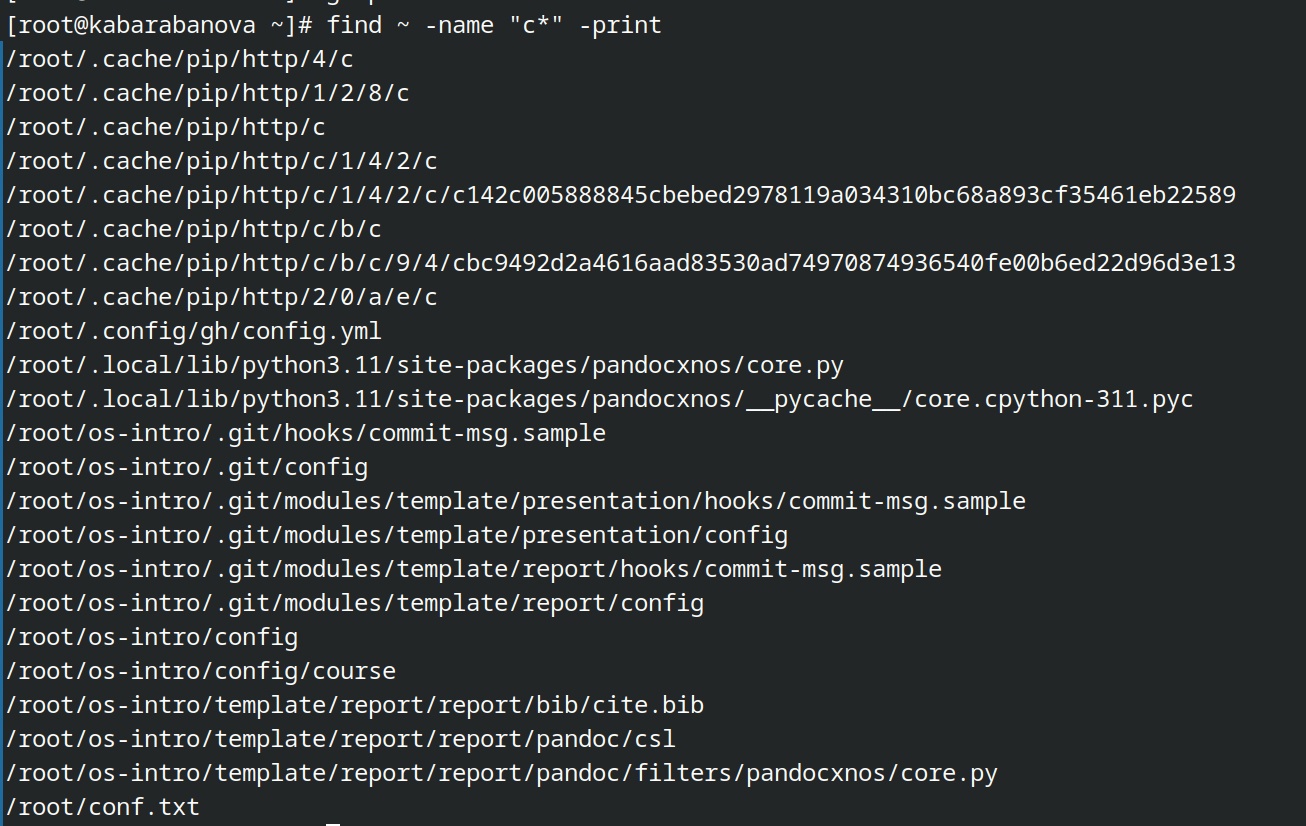 [root@kabarabanova ~]# find ~ -name "c*" -print
/root/.cache/pip/http/4/c
/root/.cache/pip/http/1/2/8/c
/root/.cache/pip/http/c
/root/.cache/pip/http/c/1/4/2/c
/root/.cache/pip/http/c/1/4/2/c/c142c005888845cbebed2978119a034310bc68a893cf35461eb22589
/root/.cache/pip/http/c/b/c
/root/.cache/pip/http/c/b/c/9/4/cbc9492d2a4616aad83530ad74970874936540fe00b6ed22d96d3e13
/root/.cache/pip/http/2/0/a/e/c
/root/.config/gh/config.yml
/root/.local/lib/python3.11/site-packages/pandocxnos/core.py
/root/.local/lib/python3.11/site-packages/pandocxnos/__pycache__/core.cpython-311.pyc
/root/os-intro/.git/hooks/commit-msg.sample
/root/os-intro/.git/config
/root/os-intro/.git/modules/template/presentation/hooks/commit-msg.sample
/root/os-intro/.git/modules/template/presentation/config
/root/os-intro/.git/modules/template/report/hooks/commit-msg.sample
/root/os-intro/.git/modules/template/report/config
/root/os-intro/config
/root/os-intro/config/course
/root/os-intro/template/report/report/bib/cite.bib
/root/os-intro/template/report/report/pandoc/csl
/root/os-intro/template/report/report/pandoc/filters/pandocxnos/core.py
/root/conf.txt